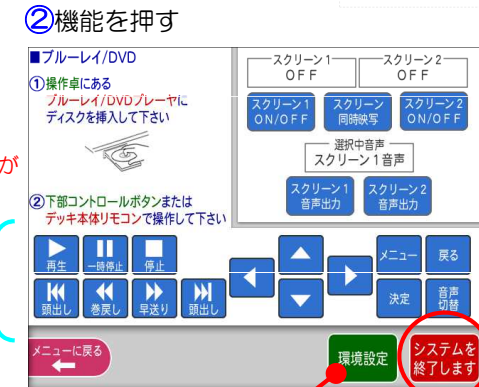 ②機能を押す
■ブルーレイ/DVD
①操作卓にある
ブルーレイ/DVDプレーヤに
ディスクを挿入して下さい
②下部コントロールボタンまたは
デッキ本体リモコンで操作して下さい
スクリーン1
OFF
スクリーン2
OFF
スクリーン1
ON/OFF
スクリーン
同時映写
スクリーン2
ON/OFF
選択中音声
スクリーン1音声
スクリーン1
音声出力
スクリーン2
音声出力
が
再生
一時停止
停止
頭出し
巻戻し
早送り
頭出し
メニュー
戻る
決定
音声
切替
メニューに戻る
環境設定
システムを
終了します